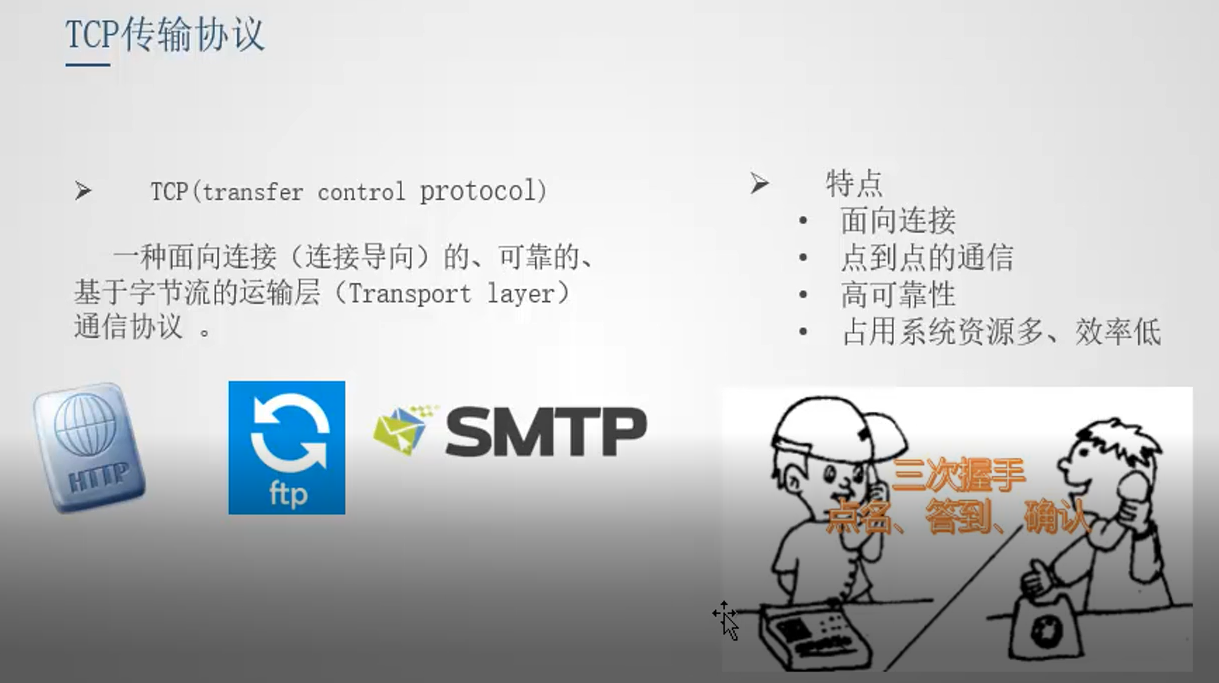 TCP传输协议
TCP(transfer control protocol)
一种面向连接（连接导向）的、可靠的、
基于字节流的运输层（Transport layer）
通信协议 。
特点
面向连接
点到点的通信
高可靠性
占用系统资源多、效率低
HTTP
ftp
SMTP
三次握手
点名、答到、确认